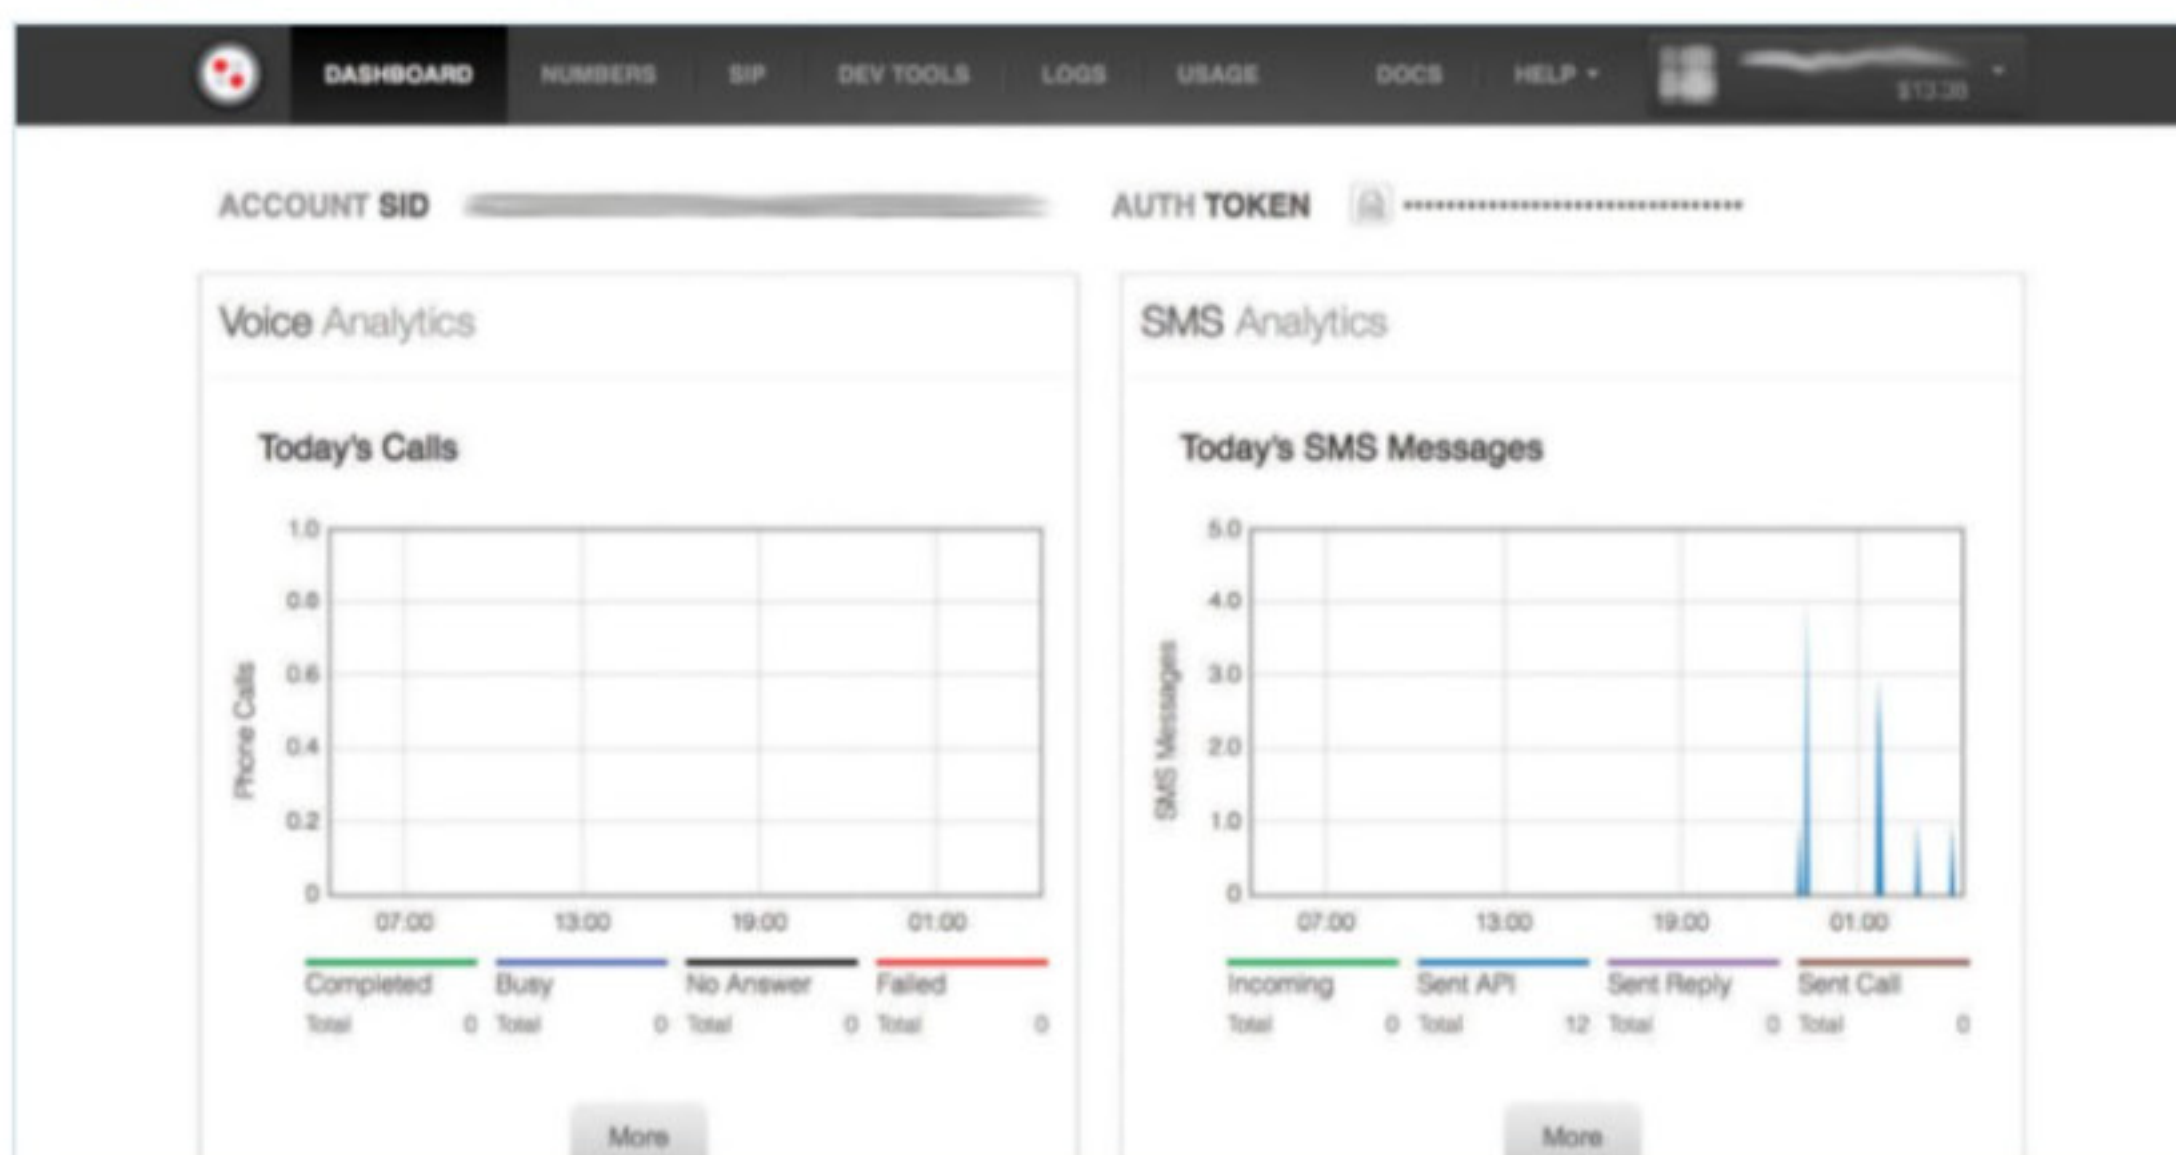 DASHBOARD NUMBERS SIP DEV TOOLS LOGS USAGE DOCS HELP
ACCOUNT SID AUTH TOKEN
Voice Analytics
SMS Analytics
Today's Calls
Today's SMS Messages
Phone Calls
1.0
0.8
0.6
0.4
0.2
0
07:00 13:00 19:00 01:00
SMS Messages
5.0
4.0
3.0
2.0
1.0
0
07:00 13:00 19:00 01:00
Completed Busy No Answer Failed
Total 0 Total 0 Total 0 Total 0
Incoming Sent API Sent Reply Sent Call
Total 0 Total 12 Total 0 Total 0
More
More